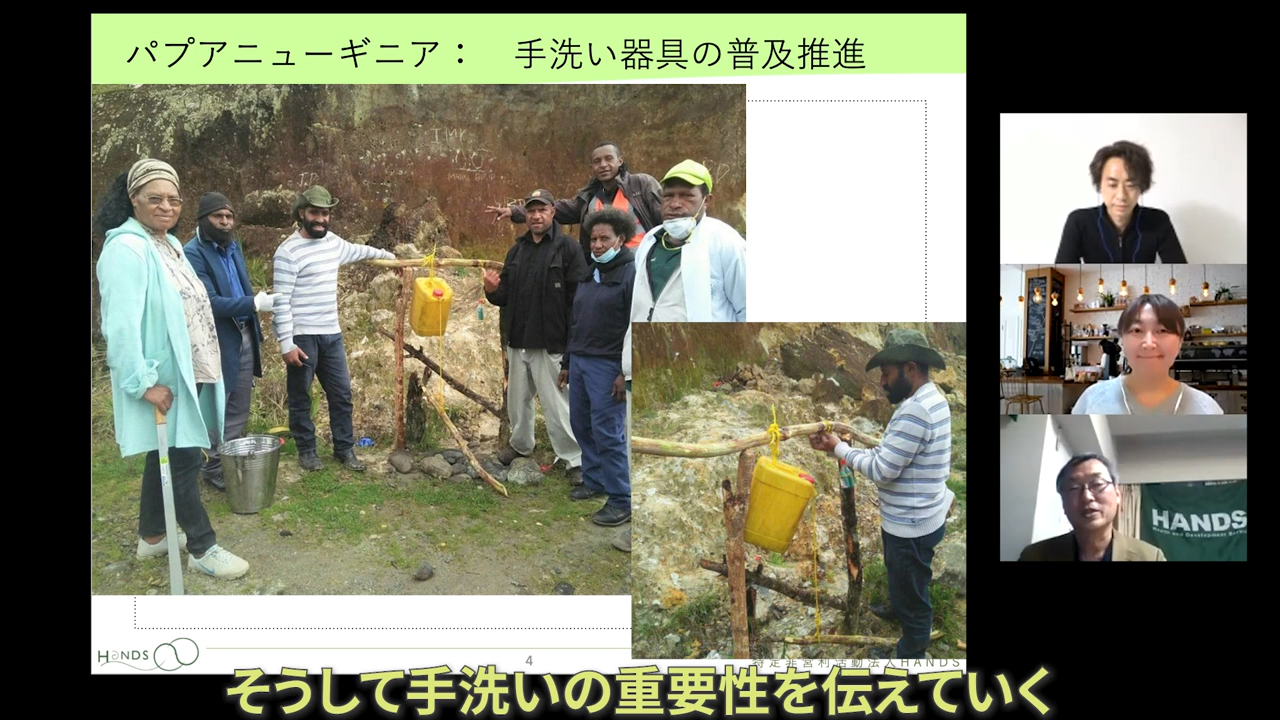 パプアニューギニア： 手洗い器具の普及推進
HANDS
HANDS
4
特定非営利活動法人HANDS
そうして手洗いの重要性を伝えていく